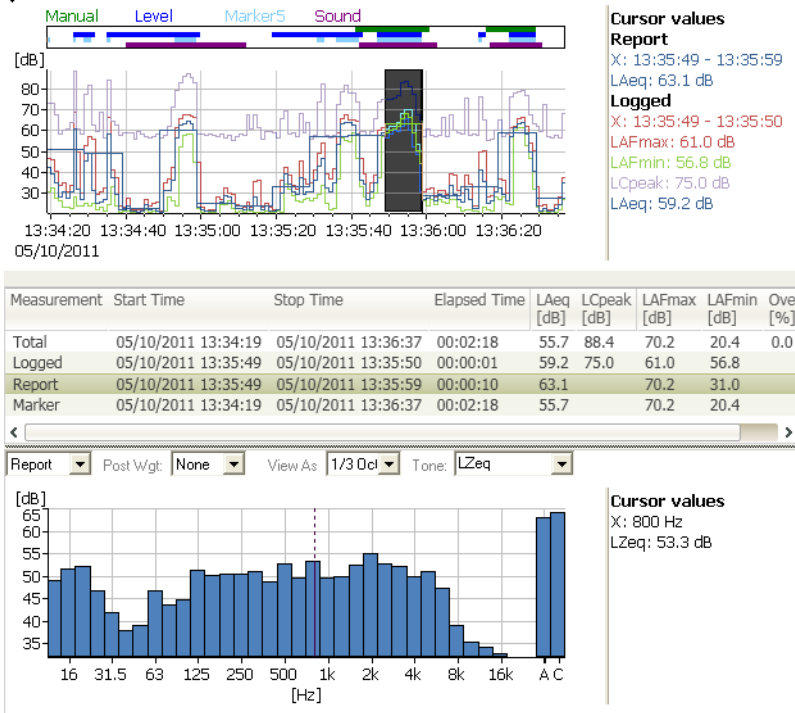 Manual Level Marker5 Sound
[dB]
80
70
60
50
40
30
13:34:20 13:34:40 13:35:00 13:35:20 13:35:40 13:36:00 13:36:20
05/10/2011
Cursor values
Report
X: 13:35:49 - 13:35:59
LAeq: 63.1 dB
Logged
X: 13:35:49 - 13:35:50
LAFmax: 61.0 dB
LAFmin: 56.8 dB
LCpeak: 75.0 dB
LAeq: 59.2 dB
Measurement Start Time Stop Time Elapsed Time LAeq LCpeak LAFmax LAFmin Ove
[dB] [dB] [dB] [dB] [%]
Total 05/10/2011 13:34:19 05/10/2011 13:36:37 00:02:18 55.7 88.4 70.2 20.4 0.0
Logged 05/10/2011 13:35:49 05/10/2011 13:35:50 00:00:01 59.2 75.0 61.0 56.8
Report 05/10/2011 13:35:49 05/10/2011 13:35:59 00:00:10 63.1 70.2 31.0
Marker 05/10/2011 13:34:19 05/10/2011 13:36:37 00:02:18 55.7 70.2 20.4
Report Post Wgt: None View As 1/3 Oct Tone: LZeq
[dB]
65
60
55
50
45
40
35
16 31.5 63 125 250 500 1k 2k 4k 8k 16k A C
[Hz]
Cursor values
X: 800 Hz
LZeq: 53.3 dB